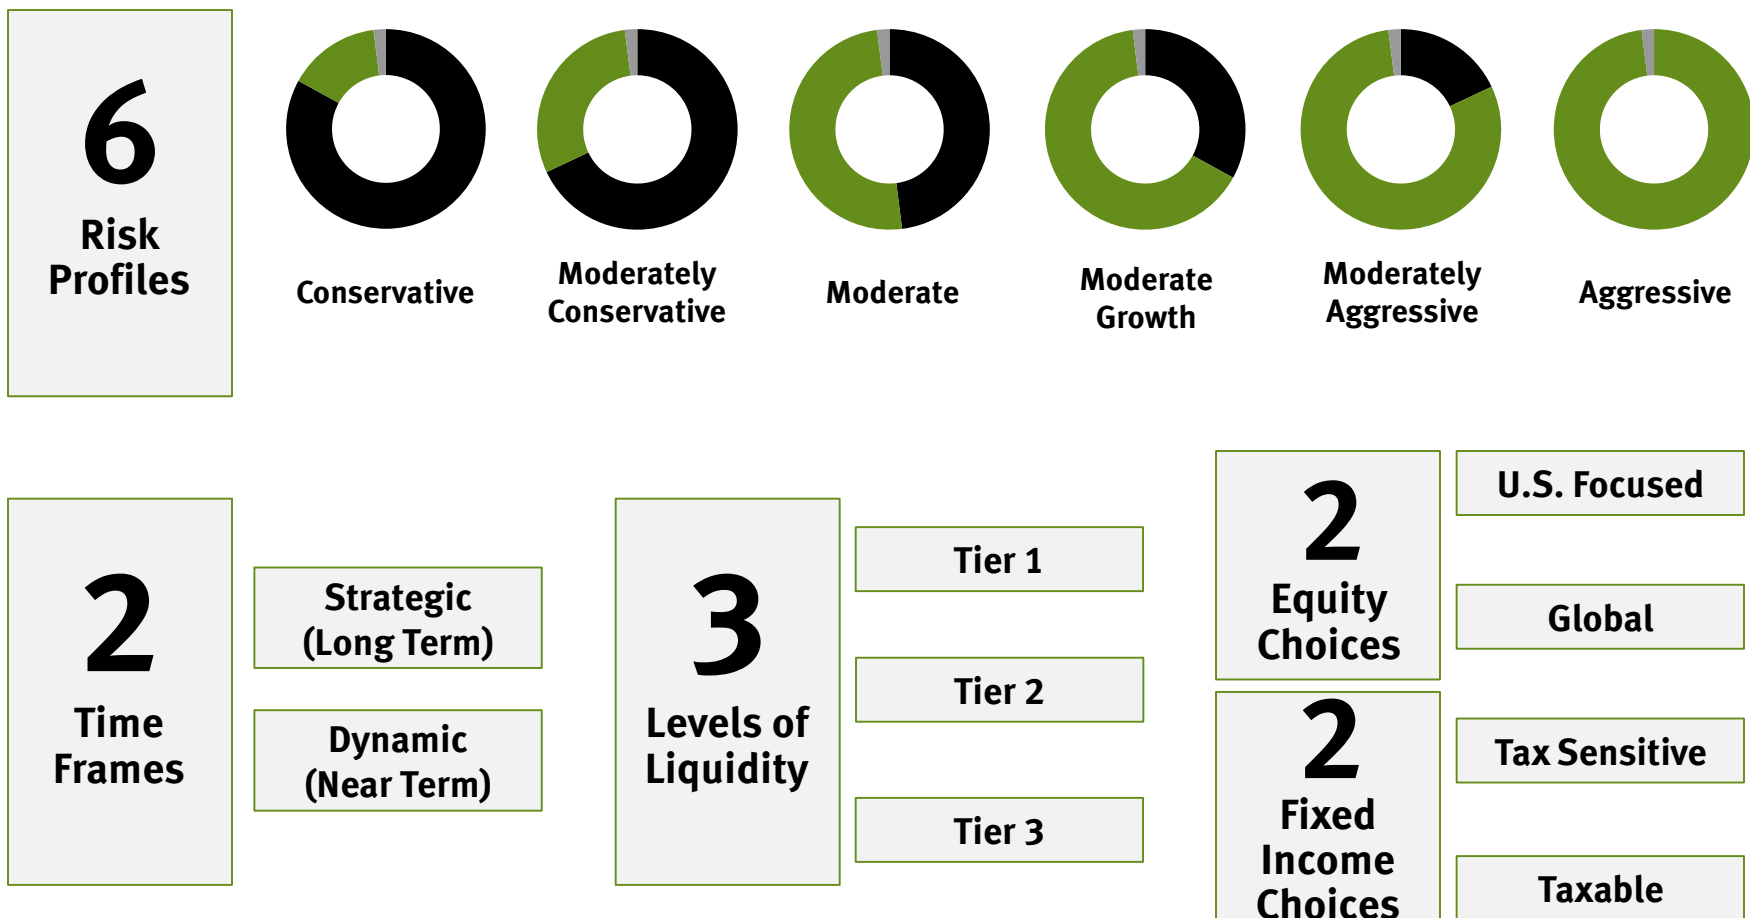 6
Risk
Profiles
Conservative
Moderately
Conservative
Moderate
Moderate
Growth
Moderately
Aggressive
Aggressive
2
Time
Frames
Strategic
(Long Term)
Dynamic
(Near Term)
3
Levels of
Liquidity
Tier 1
Tier 2
Tier 3
2
Equity
Choices
U.S. Focused
Global
2
Fixed
Income
Choices
Tax Sensitive
Taxable